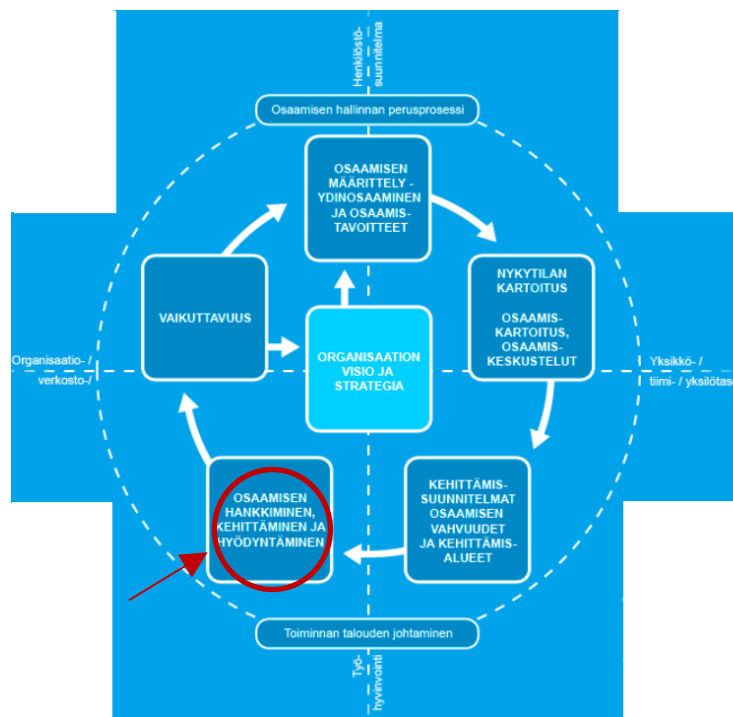 Henkilöstö-
suunnitelma
Osaamisen hallinnan perusprosessi
OSAAMISEN
MÄÄRITTELY -
YDINOSAAMINEN
JA OSAAMIS-
TAVOITTEET
NYKYTILAN
KARTOITUS
OSAAMIS-
KARTOITUS,
OSAAMIS-
KESKUSTELUT
VAIKUTTAVUUS
ORGANISAATION
VISIO JA
STRATEGIA
Organisaatio- /
verkosto-/
Yksikkö- /
tiimi- / yksilötaso
OSAAMISEN
HANKKIMINEN,
KEHITTÄMINEN JA
HYÖDYNTÄMINEN
KEHITTÄMIS-
SUUNNITELMAT
OSAAMISEN
VAHVUUDET
JA KEHITTÄMIS-
ALUEET
Toiminnan talouden johtaminen
Työ-
hyvinvointi